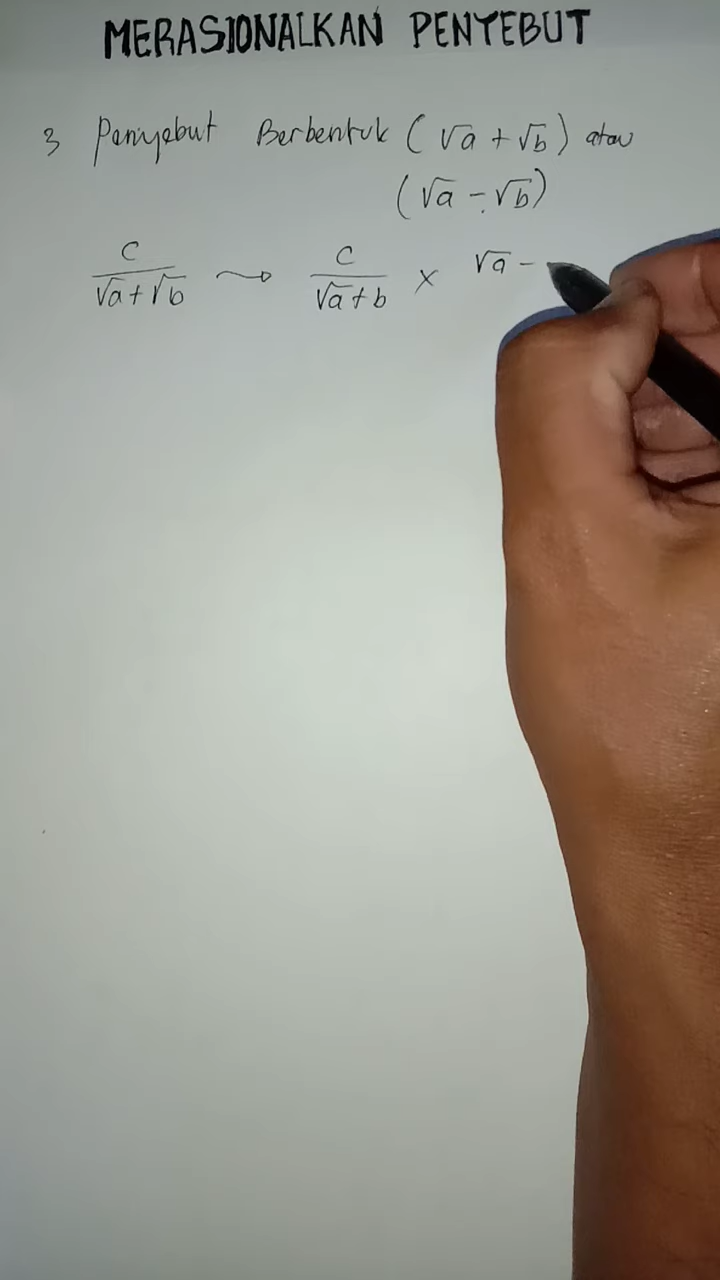 MERASIONALKAN PENYEBUT
3 Penyebut Berbentuk (√a + √b) atau
(√a - √b)
c/(√a + √b) ⟶ c/(√a + b) × √a -